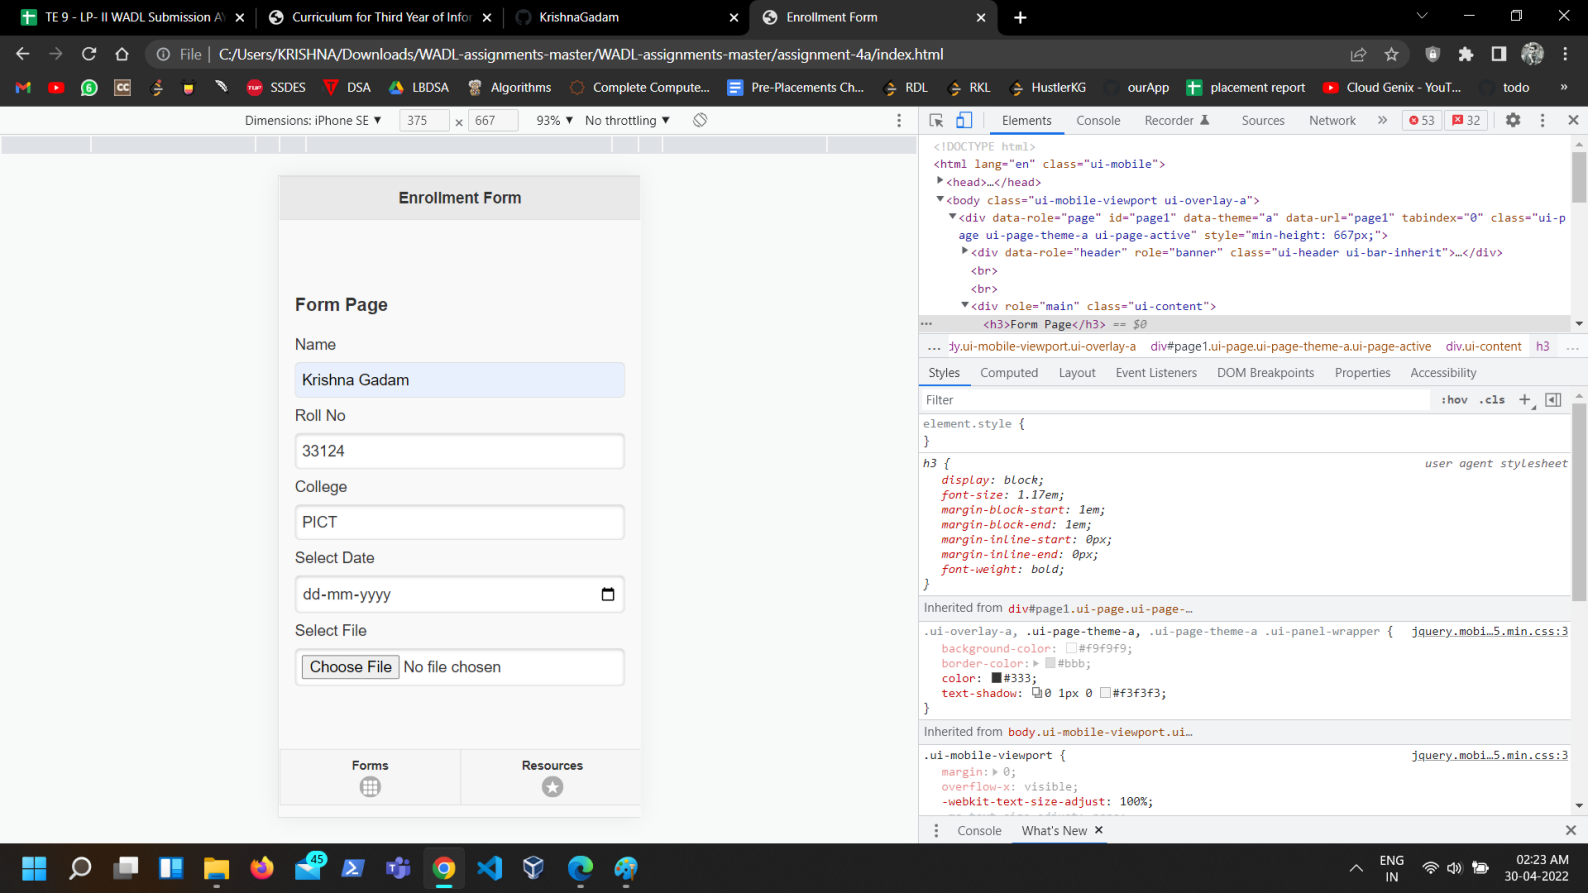 TE 9 - LP- II WADL Submission AY
Curriculum for Third Year of Infor
KrishnaGadam
Enrollment Form
File | C:/Users/KRISHNA/Downloads/WADL-assignments-master/WADL-assignments-master/assignment-4a/index.html
SSDES
DSA
LBDSA
Algorithms
Complete Compute...
Pre-Placements Ch...
RDL
RKL
HustlerKG
ourApp
placement report
Cloud Genix - YouT...
todo
»
Dimensions: iPhone SE ▼ 375 × 667 93% ▼ No throttling ▼
Elements Console Recorder Sources Network » 53 32
Enrollment Form
Form Page
Name
Krishna Gadam
Roll No
33124
College
PICT
Select Date
dd-mm-yyyy
Select File
Choose File No file chosen
Forms
Resources
<!DOCTYPE html>
<html lang="en" class="ui-mobile">
<head>…</head>
<body class="ui-mobile-viewport ui-overlay-a">
<div data-role="page" id="page1" data-theme="a" data-url="page1" tabindex="0" class="ui-p
age ui-page-theme-a ui-page-active" style="min-height: 667px;">
<div data-role="header" role="banner" class="ui-header ui-bar-inherit">…</div>
<br>
<br>
<div role="main" class="ui-content">
<h3>Form Page</h3> == $0
... dy.ui-mobile-viewport.ui-overlay-a div#page1.ui-page.ui-page-theme-a.ui-page-active div.ui-content h3 ...
Styles Computed Layout Event Listeners DOM Breakpoints Properties Accessibility
Filter :hov .cls +
element.style {
}
h3 { user agent stylesheet
display: block;
font-size: 1.17em;
margin-block-start: 1em;
margin-block-end: 1em;
margin-inline-start: 0px;
margin-inline-end: 0px;
font-weight: bold;
}
Inherited from div#page1.ui-page.ui-page-…
.ui-overlay-a, .ui-page-theme-a, .ui-page-theme-a .ui-panel-wrapper { jquery.mobi…5.min.css:3
background-color: #f9f9f9;
border-color: #bbb;
color: #333;
text-shadow: 0 1px 0 #f3f3f3;
}
Inherited from body.ui-mobile-viewport.ui…
.ui-mobile-viewport { jquery.mobi…5.min.css:3
margin: 0;
overflow-x: visible;
-webkit-text-size-adjust: 100%;
Console What's New ×
45
ENG
IN
02:23 AM
30-04-2022